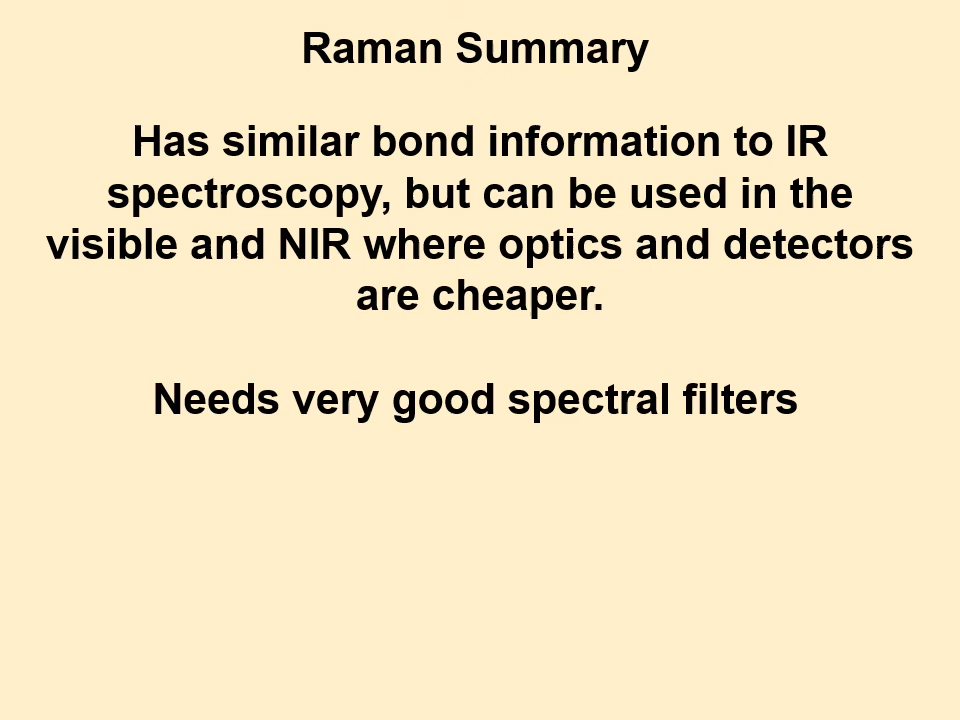 Raman Summary
Has similar bond information to IR
spectroscopy, but can be used in the
visible and NIR where optics and detectors
are cheaper.
Needs very good spectral filters